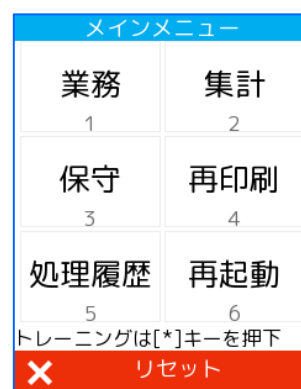 メインメニュー
業務 集計
1 2
保守 再印刷
3 4
処理履歴 再起動
5 6
トレーニングは[*]キーを押下
× リセット